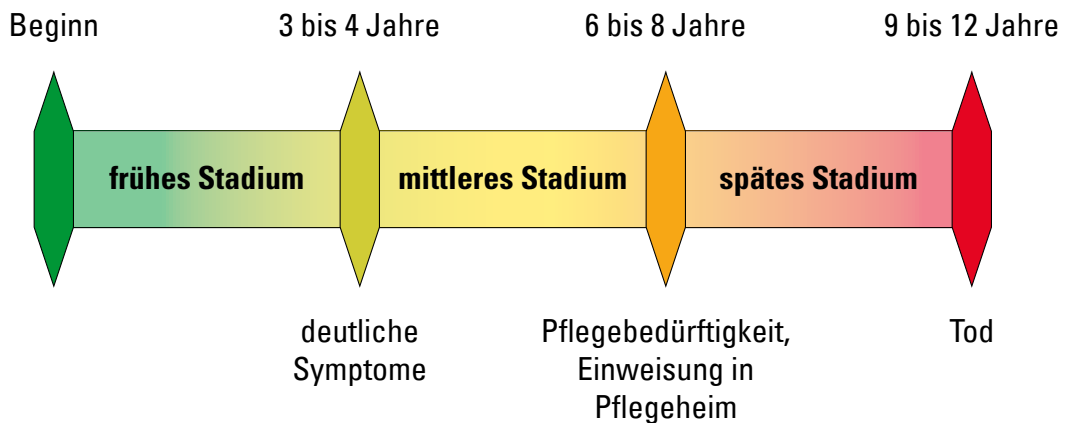 Beginn
3 bis 4 Jahre
6 bis 8 Jahre
9 bis 12 Jahre
frühes Stadium
mittleres Stadium
spätes Stadium
deutliche
Symptome
Pflegebedürftigkeit,
Einweisung in
Pflegeheim
Tod